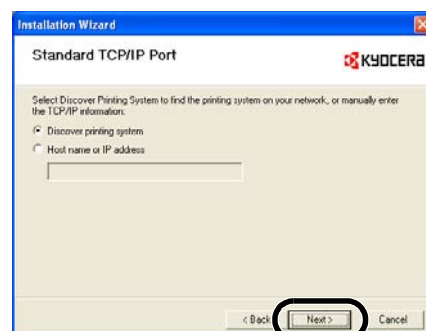 Installation Wizard
Standard TCP/IP Port
KYOCERA
Select Discover Printing System to find the printing system on your network, or manually enter
the TCP/IP information:
Discover printing system
Host name or IP address
< Back
Next >
Cancel